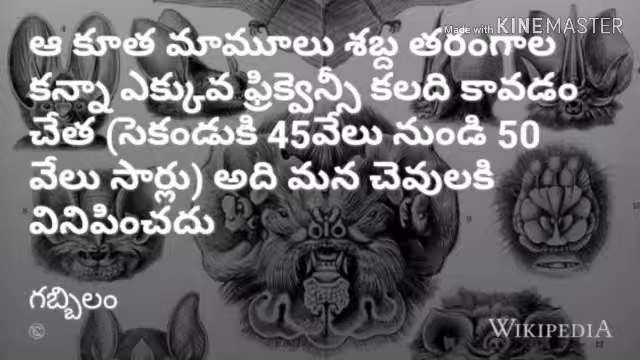 Made with KINEMASTER
ఆ కూత మామూలు శబ్ద తరంగాల
కన్నా ఎక్కువ ఫ్రిక్వెన్సీ కలది కావడం
చేత (సెకండుకి 45వేలు నుండి 50
వేలు సార్లు) అది మన చెవులకి
వినిపించదు
గబ్బిలం
WIKIPEDIA